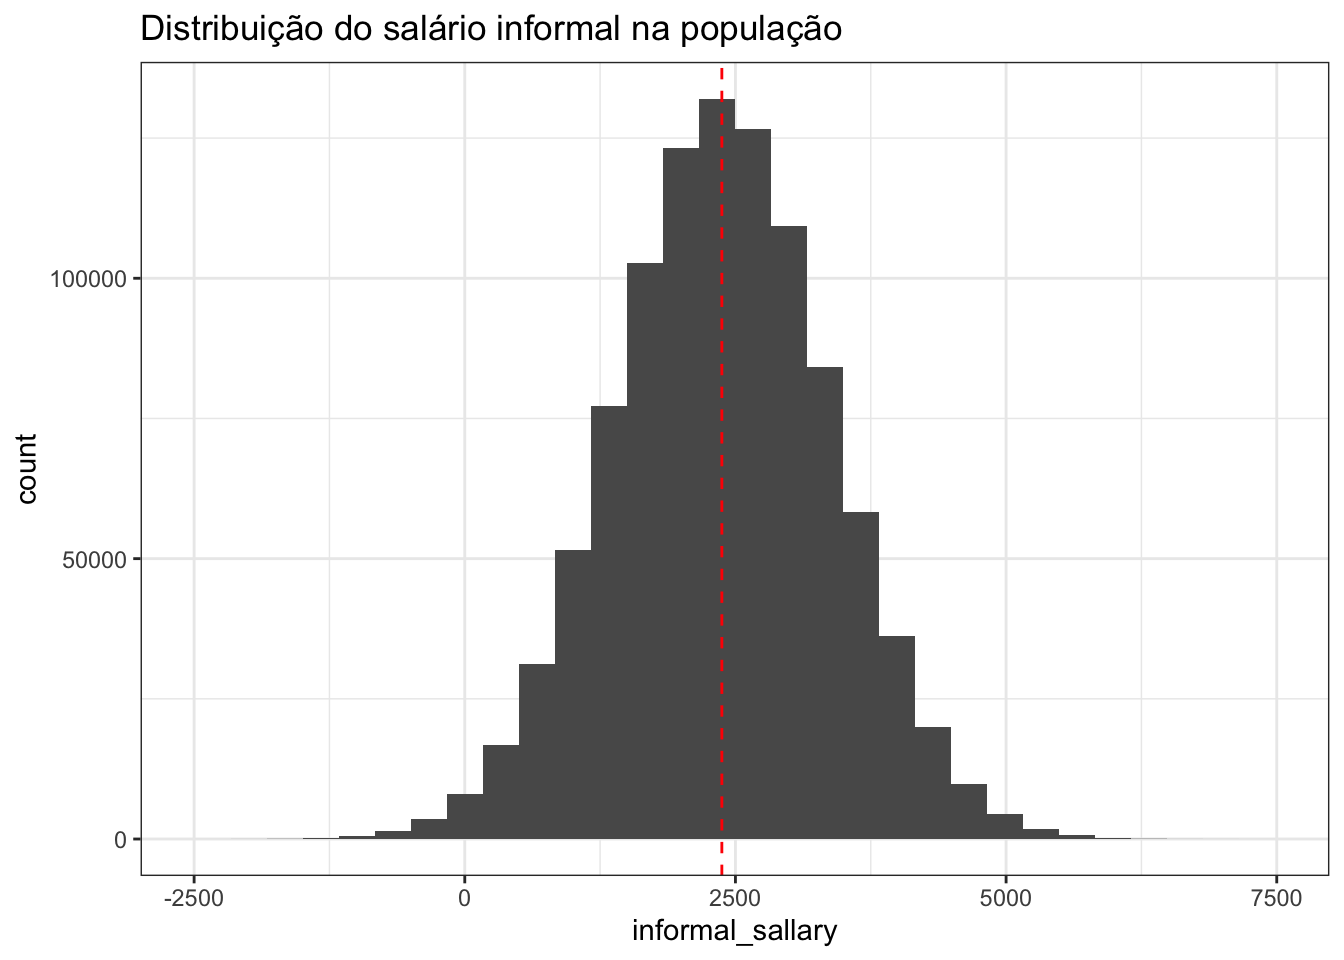 Distribuição do salário informal na população
100000
50000
0
count
-2500 0 2500 5000 7500
informal_sallary